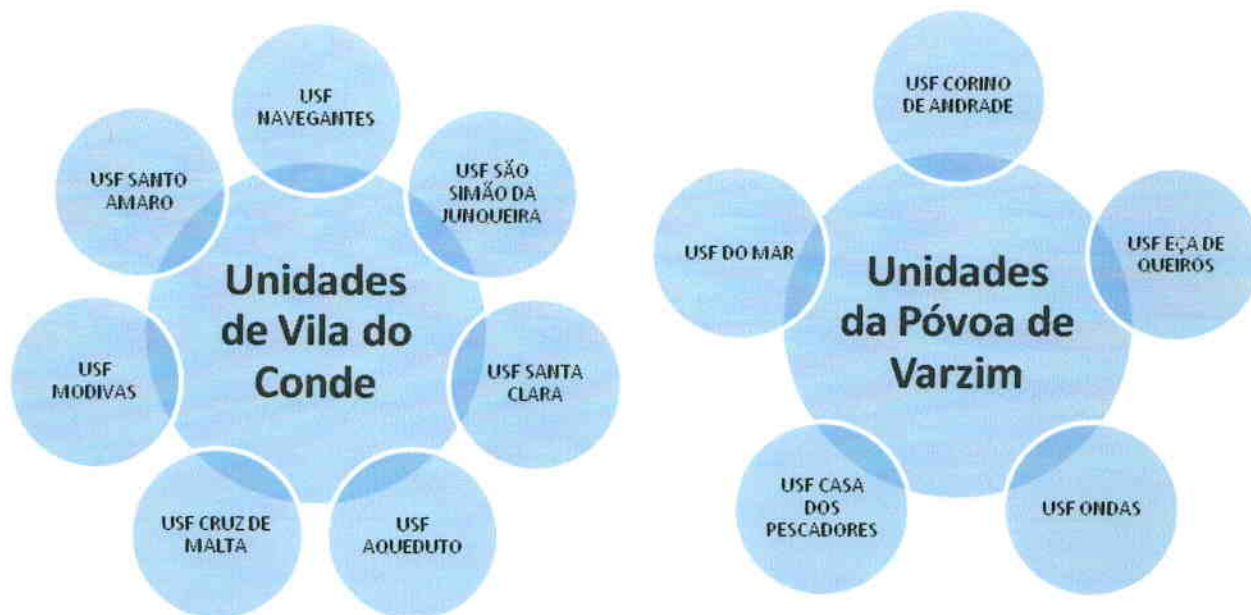 Unidades
de Vila do
Conde
USF
NAVEGANTES
USF SÃO
SIMÃO DA
JUNQUEIRA
USF SANTA
CLARA
USF
AQUEDUTO
USF CRUZ DE
MALTA
USF
MODIVAS
USF SANTO
AMARO
Unidades
da Póvoa de
Varzim
USF CORINO
DE ANDRADE
USF EÇA DE
QUEIROS
USF ONDAS
USF CASA
DOS
PESCADORES
USF DO MAR